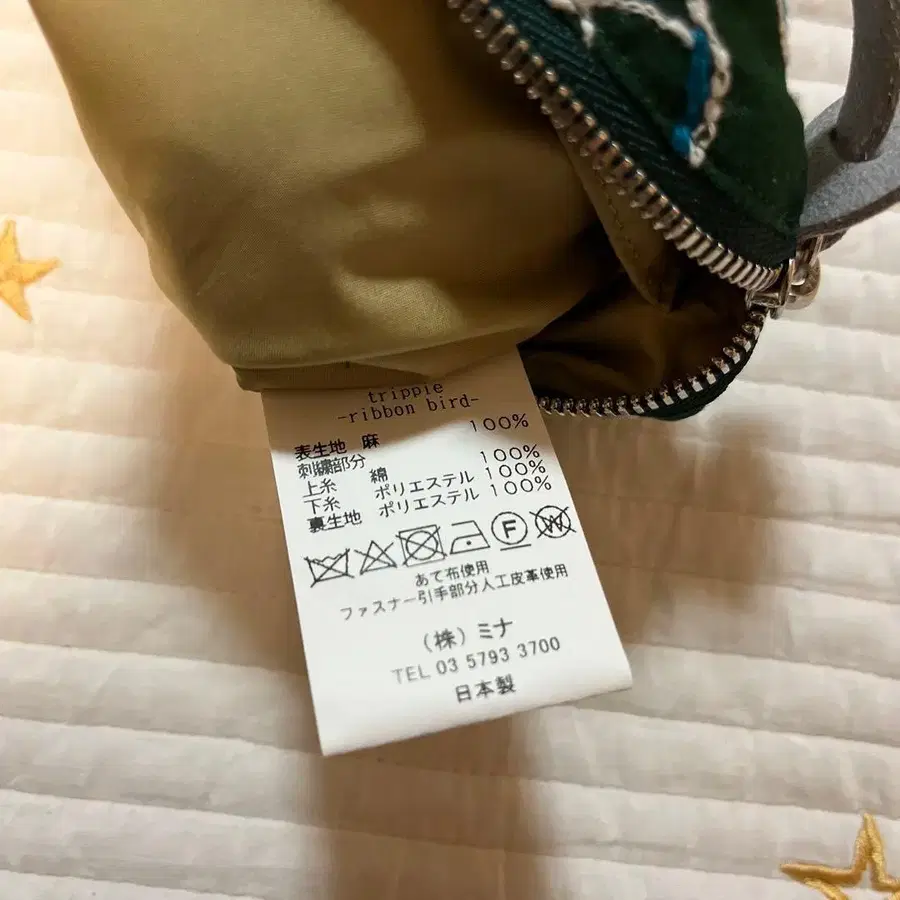 trippie
-ribbon bird-
表生地 麻 100%
刺繍部分
上糸 綿 100%
下糸 ポリエステル 100%
裏生地 ポリエステル 100%
F W
あて布使用
ファスナー引手部分人工皮革使用
(株)ミナ
TEL 03 5793 3700
日本製